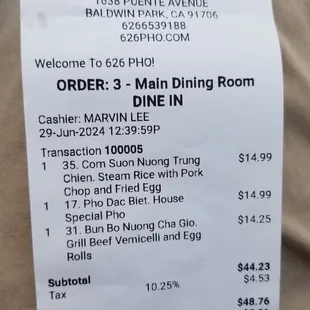 1638 PUENTE AVENUE
BALDWIN PARK, CA 91706
6266539188
626PHO.COM
Welcome To 626 PHO!
ORDER: 3 - Main Dining Room
DINE IN
Cashier: MARVIN LEE
29-Jun-2024 12:39:59P
Transaction 100005
1 35. Com Suon Nuong Trung $14.99
Chien. Steam Rice with Pork
Chop and Fried Egg
1 17. Pho Dac Biet. House $14.99
Special Pho
1 31. Bun Bo Nuong Cha Gio. $14.25
Grill Beef Vermicelli and Egg
Rolls
Subtotal $44.23
Tax 10.25% $4.53
$48.76